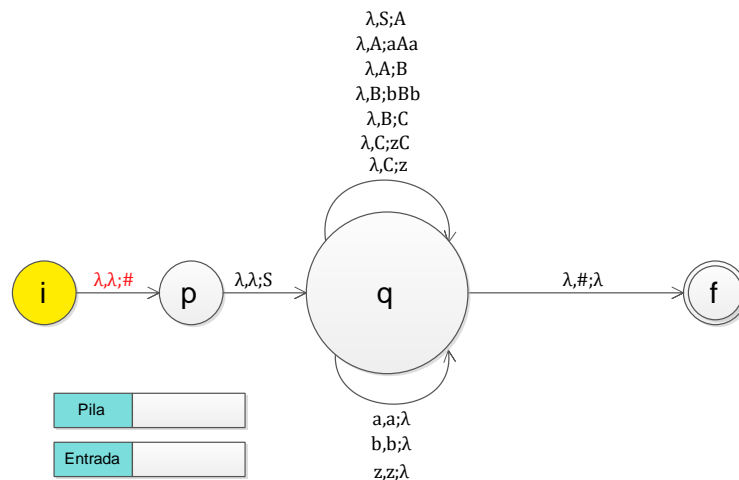 λ,S;A
λ,A;aAa
λ,A;B
λ,B;bBb
λ,B;C
λ,C;zC
λ,C;z
i
λ,λ;#
p
λ,λ;S
q
λ,#;λ
f
a,a;λ
b,b;λ
z,z;λ
Pila
Entrada